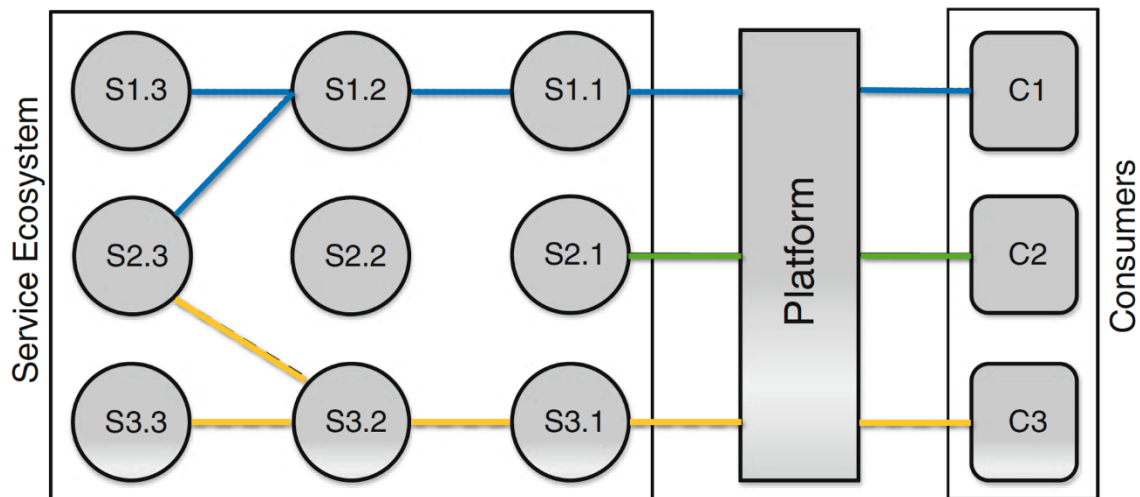 Service Ecosystem
S1.3 S1.2 S1.1
S2.3 S2.2 S2.1
S3.3 S3.2 S3.1
Platform
C1
C2
C3
Consumers